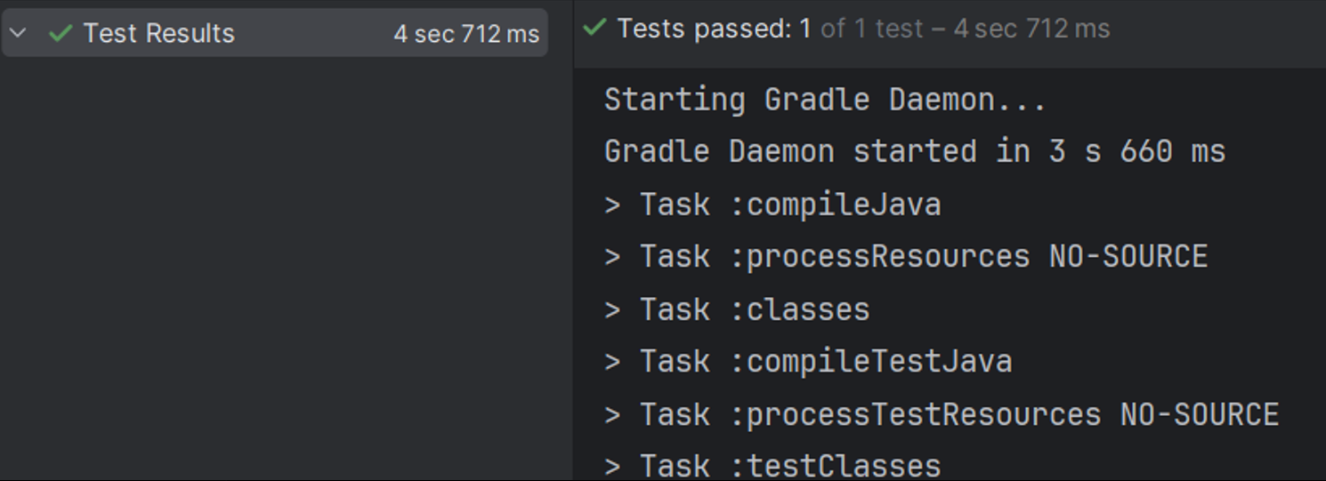 Test Results 4 sec 712 ms
Tests passed: 1 of 1 test – 4 sec 712 ms
Starting Gradle Daemon...
Gradle Daemon started in 3 s 660 ms
> Task :compileJava
> Task :processResources NO-SOURCE
> Task :classes
> Task :compileTestJava
> Task :processTestResources NO-SOURCE
> Task :testClasses